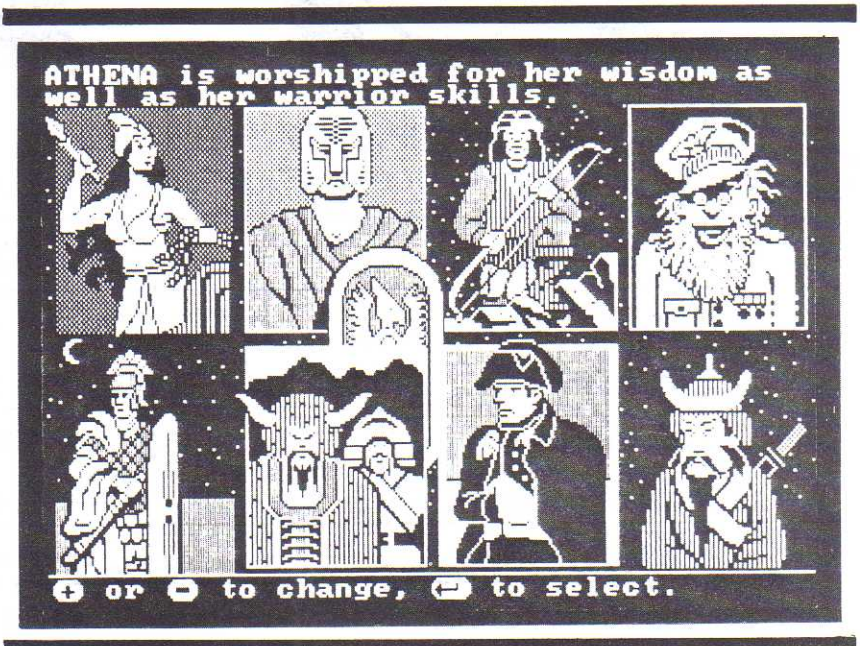 ATHENA is worshipped for her wisdom as
well as her warrior skills.
+ or - to change, ↵ to select.